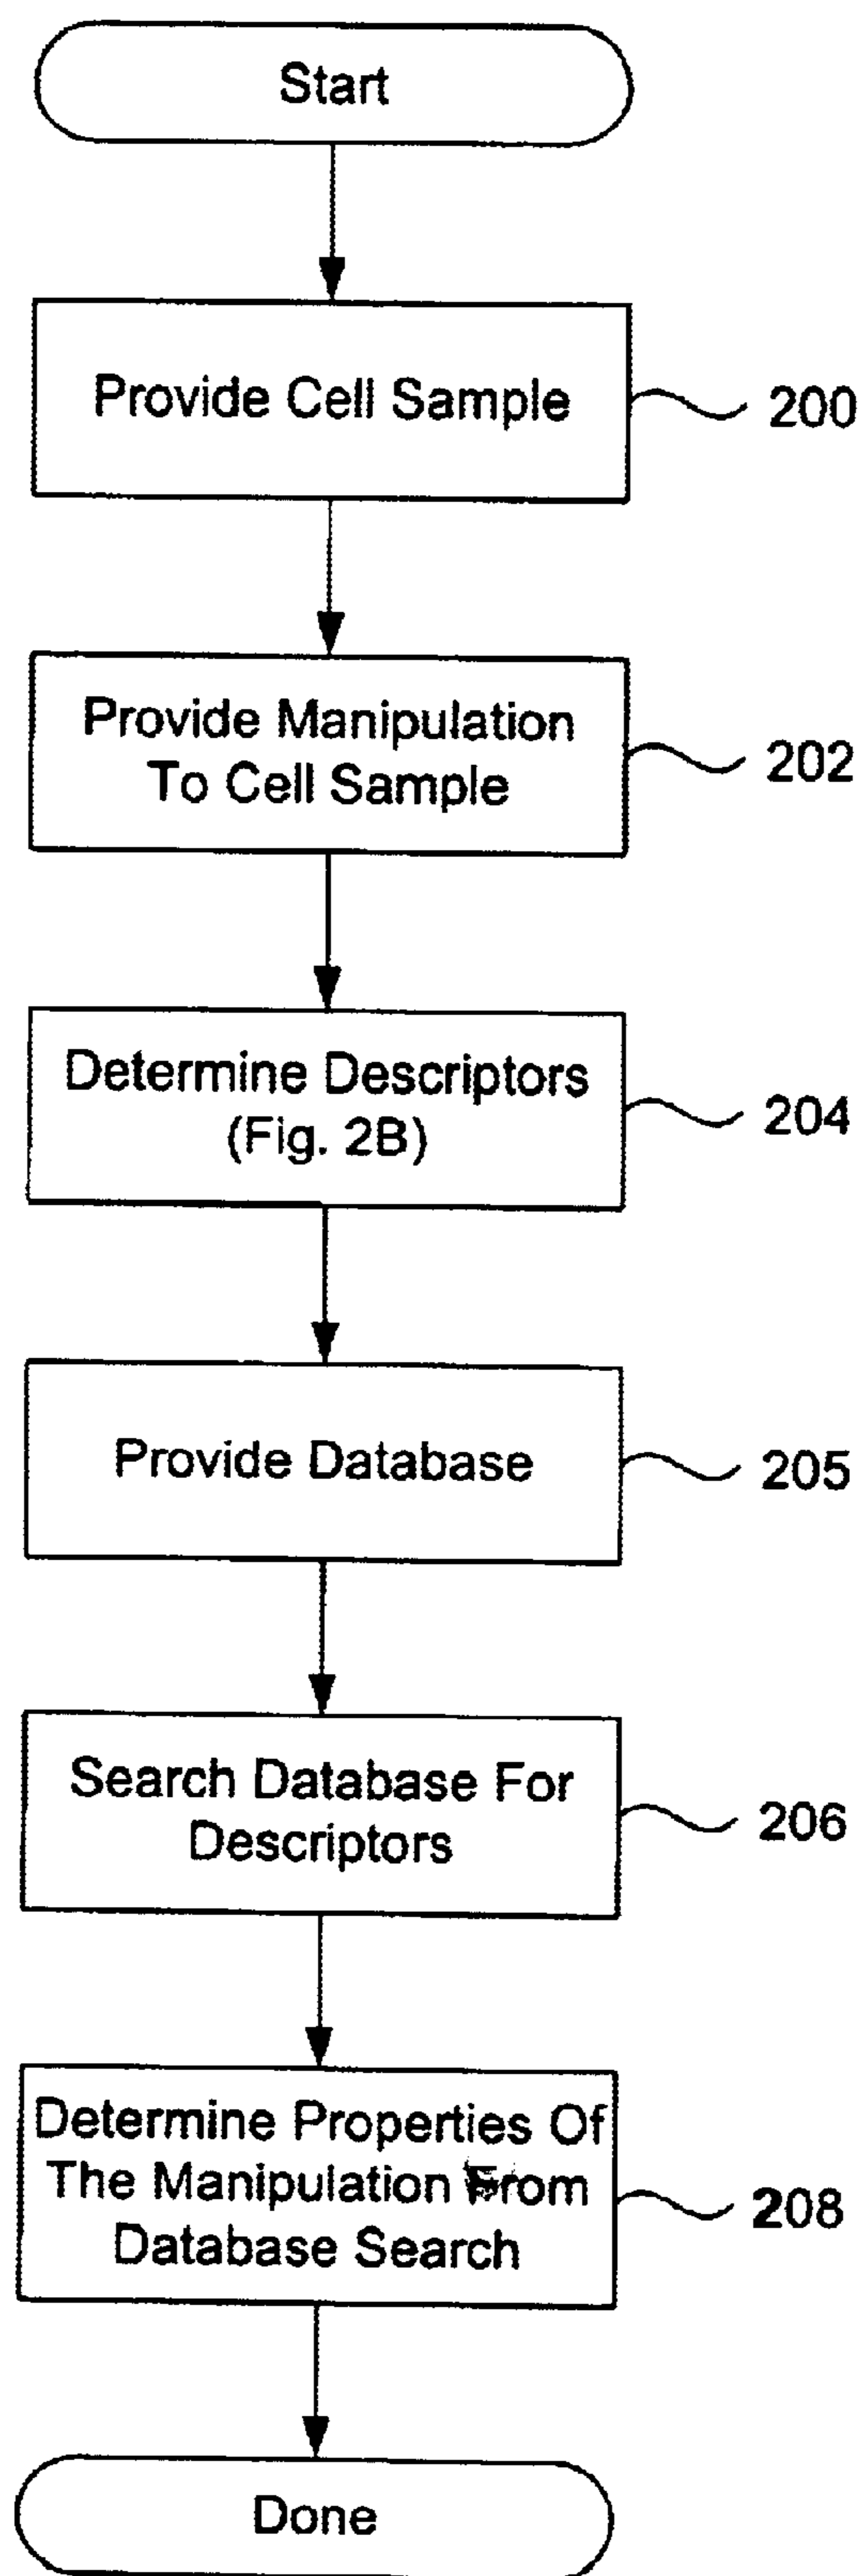 Start
Provide Cell Sample
200
Provide Manipulation
To Cell Sample
202
Determine Descriptors
(Fig. 2B)
204
Provide Database
205
Search Database For
Descriptors
206
Determine Properties Of
The Manipulation From
Database Search
208
Done